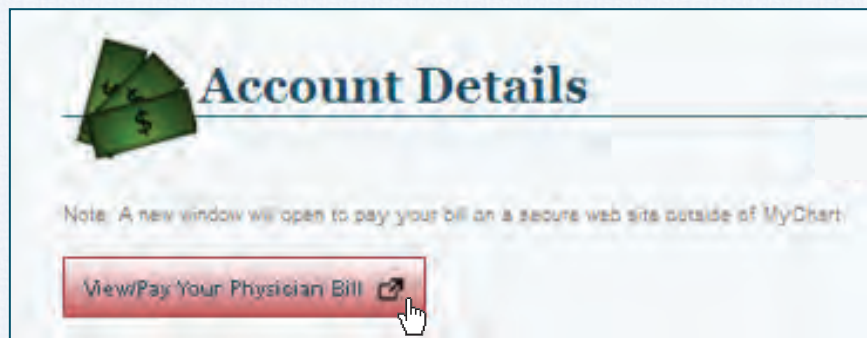 Account Details
Note: A new window will open to pay your bill on a secure web site outside of MyChart.
View/Pay Your Physician Bill
$